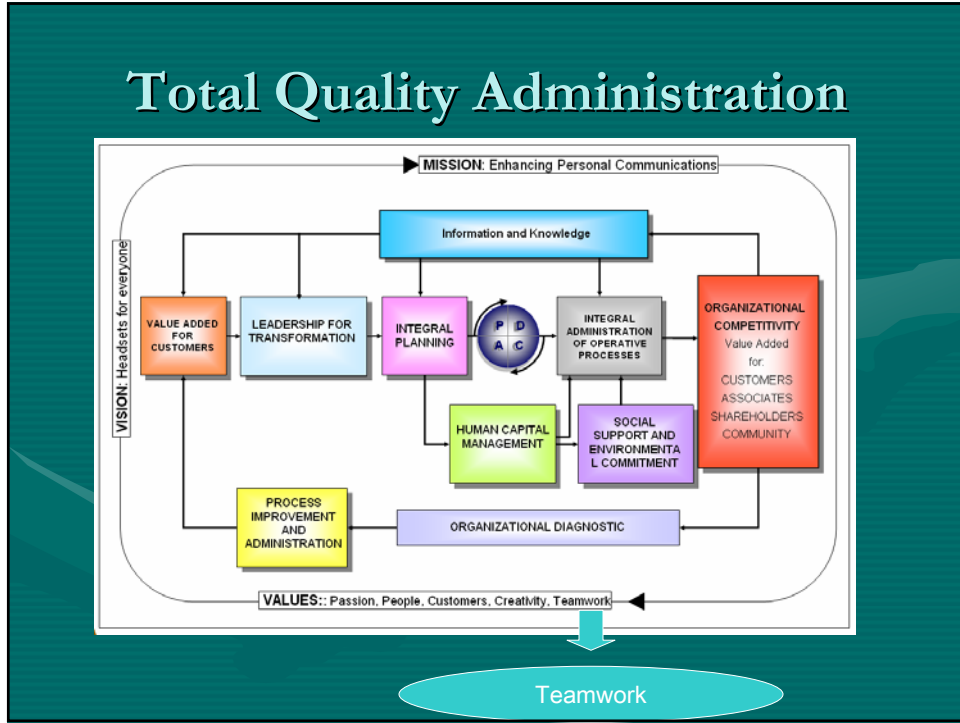 Total Quality Administration
MISSION: Enhancing Personal Communications
VISION: Headsets for everyone
Information and Knowledge
VALUE ADDED
FOR
CUSTOMERS
LEADERSHIP FOR
TRANSFORMATION
INTEGRAL
PLANNING
P D
A C
INTEGRAL
ADMINISTRATION
OF OPERATIVE
PROCESSES
ORGANIZATIONAL
COMPETITIVITY
Value Added
for:
CUSTOMERS
ASSOCIATES
SHAREHOLDERS
COMMUNITY
HUMAN CAPITAL
MANAGEMENT
SOCIAL
SUPPORT AND
ENVIRONMENTA
L COMMITMENT
PROCESS
IMPROVEMENT
AND
ADMINISTRATION
ORGANIZATIONAL DIAGNOSTIC
VALUES:: Passion, People, Customers, Creativity, Teamwork
Teamwork